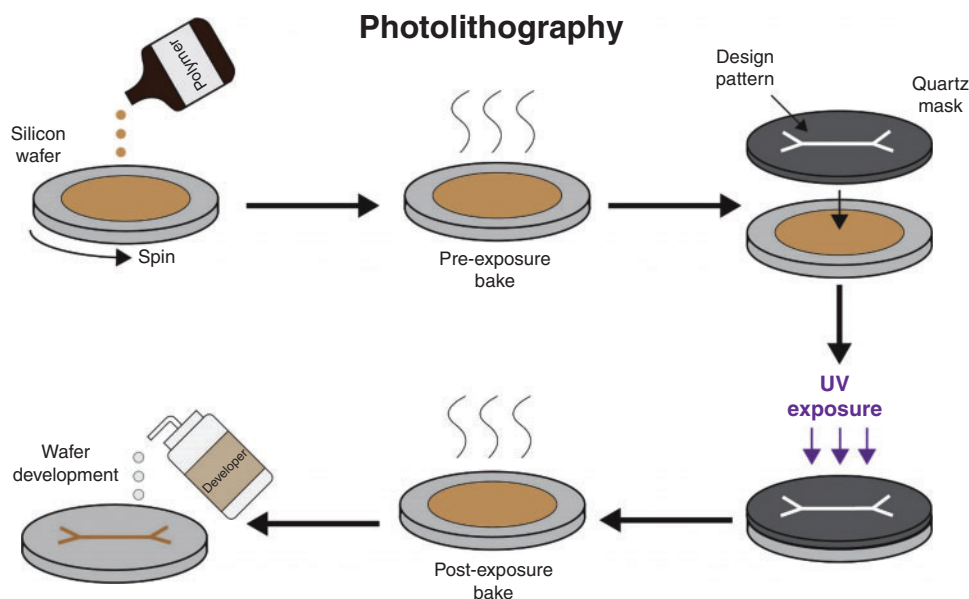 Photolithography
Polymer
Silicon
wafer
Spin
Pre-exposure
bake
Design
pattern
Quartz
mask
UV
exposure
Post-exposure
bake
Developer
Wafer
development